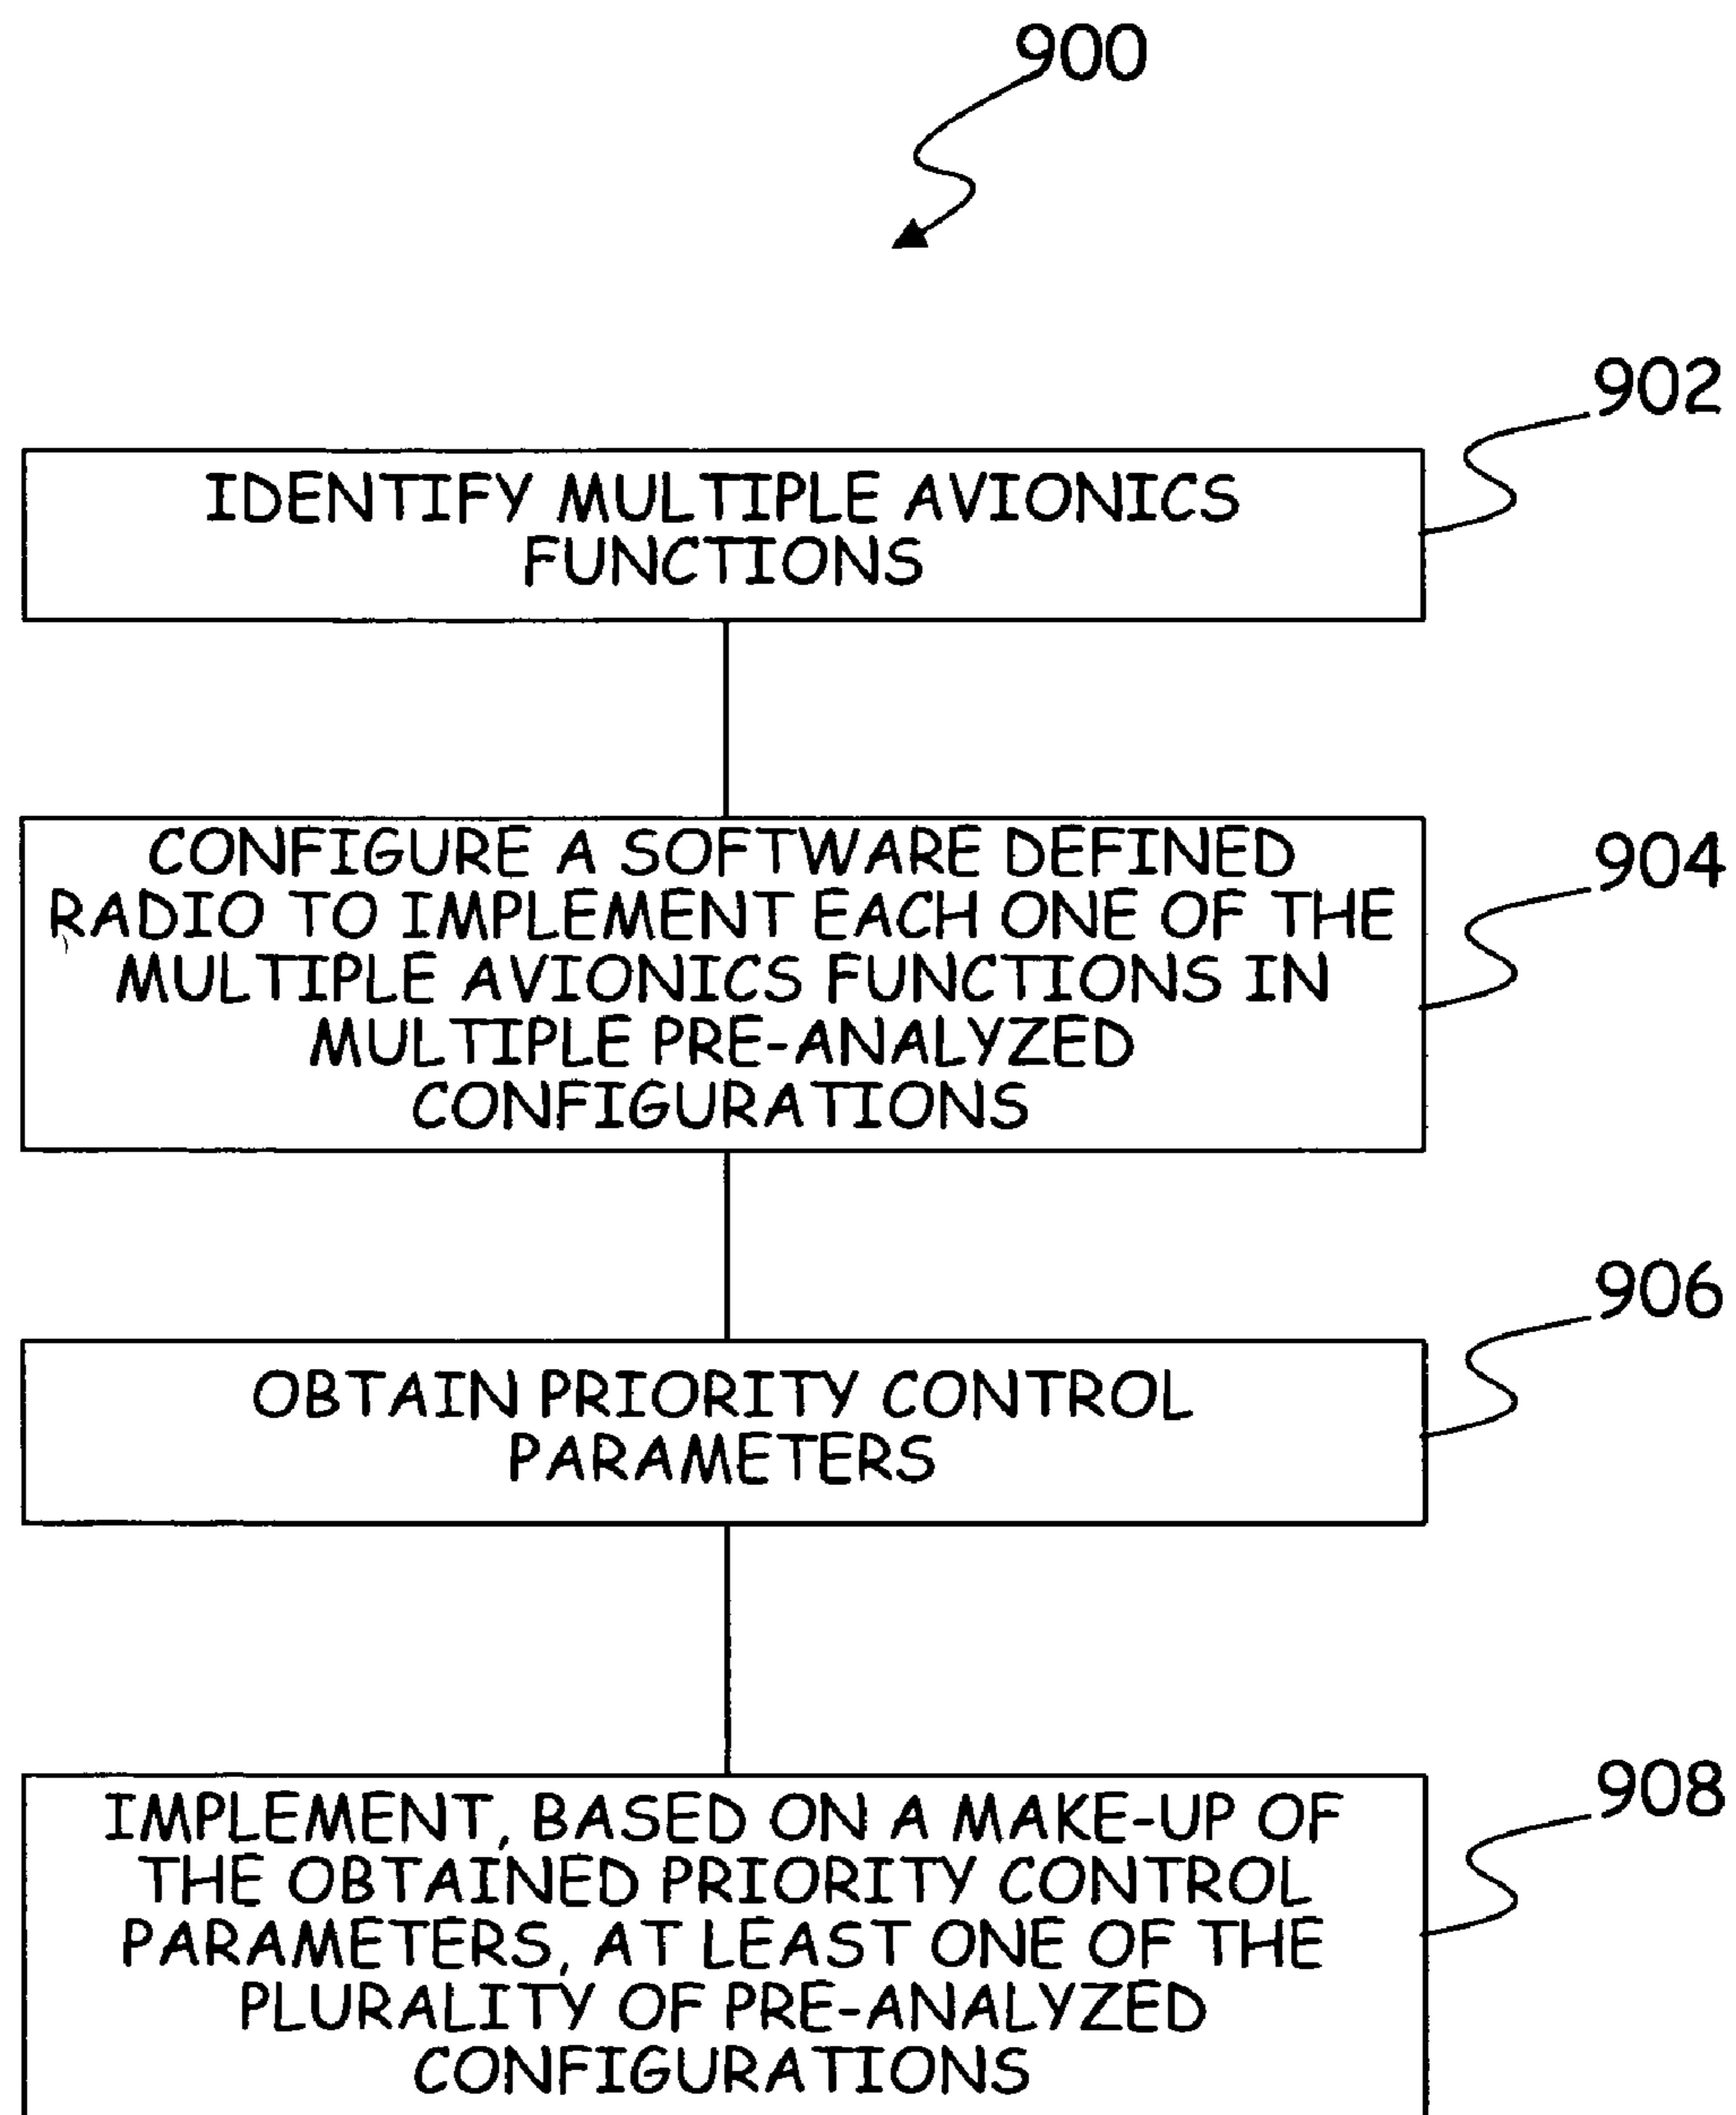 900
902
IDENTIFY MULTIPLE AVIONICS
FUNCTIONS
904
CONFIGURE A SOFTWARE DEFINED
RADIO TO IMPLEMENT EACH ONE OF THE
MULTIPLE AVIONICS FUNCTIONS IN
MULTIPLE PRE-ANALYZED
CONFIGURATIONS
906
OBTAIN PRIORITY CONTROL
PARAMETERS
908
IMPLEMENT, BASED ON A MAKE-UP OF
THE OBTAINED PRIORITY CONTROL
PARAMETERS, AT LEAST ONE OF THE
PLURALITY OF PRE-ANALYZED
CONFIGURATIONS